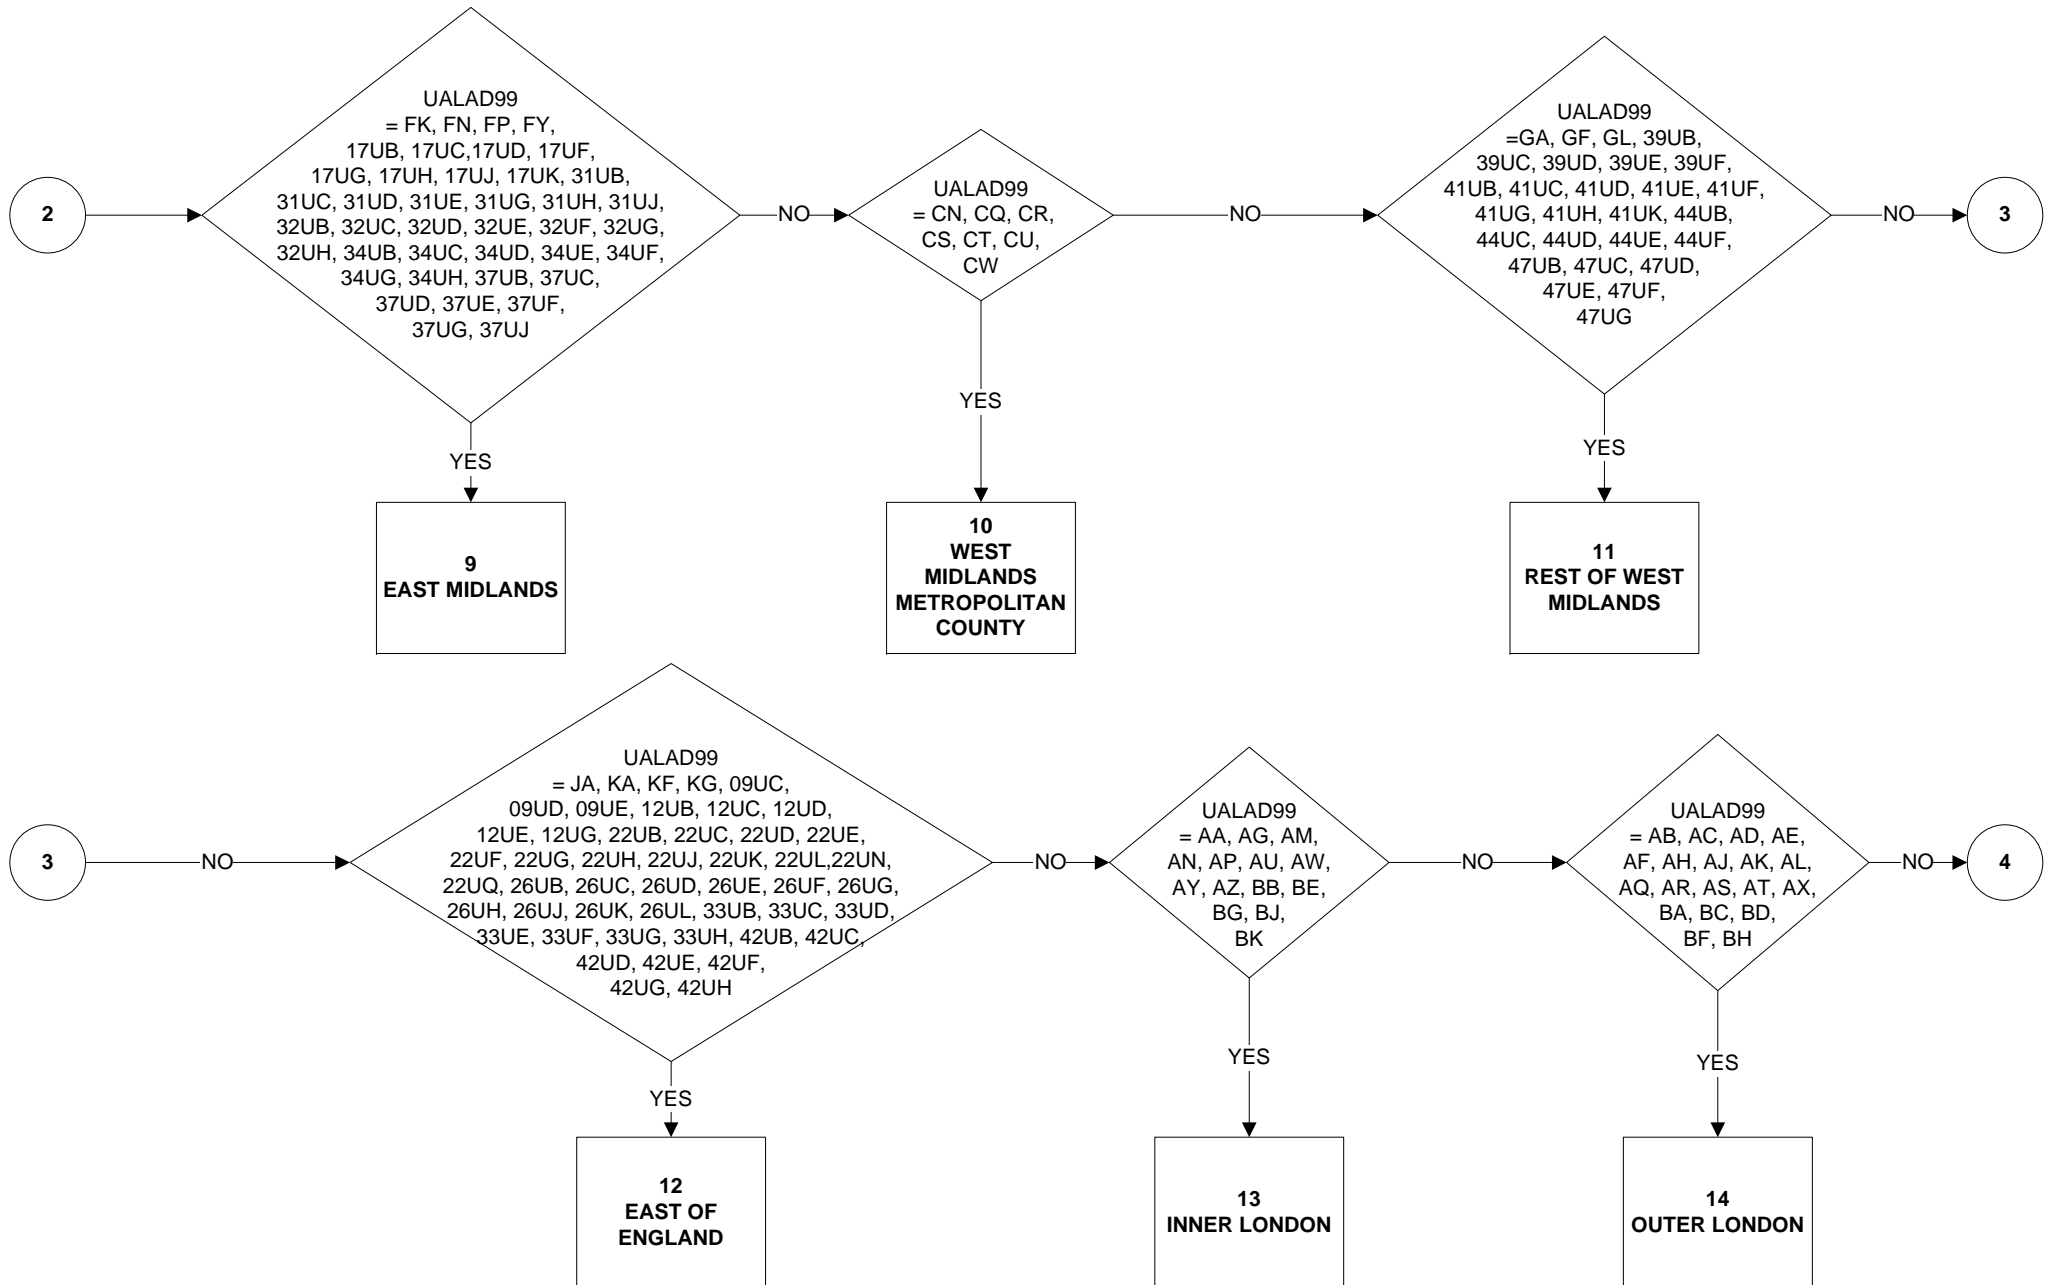 2
UALAD99
= FK, FN, FP, FY,
17UB, 17UC,17UD, 17UF,
17UG, 17UH, 17UJ, 17UK, 31UB,
31UC, 31UD, 31UE, 31UG, 31UH, 31UJ,
32UB, 32UC, 32UD, 32UE, 32UF, 32UG,
32UH, 34UB, 34UC, 34UD, 34UE, 34UF,
34UG, 34UH, 37UB, 37UC,
37UD, 37UE, 37UF,
37UG, 37UJ
NO
UALAD99
= CN, CQ, CR,
CS, CT, CU,
CW
NO
UALAD99
=GA, GF, GL, 39UB,
39UC, 39UD, 39UE, 39UF,
41UB, 41UC, 41UD, 41UE, 41UF,
41UG, 41UH, 41UK, 44UB,
44UC, 44UD, 44UE, 44UF,
47UB, 47UC, 47UD,
47UE, 47UF,
47UG
NO
3
YES
YES
YES
9
EAST MIDLANDS
10
WEST
MIDLANDS
METROPOLITAN
COUNTY
11
REST OF WEST
MIDLANDS
3
NO
UALAD99
= JA, KA, KF, KG, 09UC,
09UD, 09UE, 12UB, 12UC, 12UD,
12UE, 12UG, 22UB, 22UC, 22UD, 22UE,
22UF, 22UG, 22UH, 22UJ, 22UK, 22UL,22UN,
22UQ, 26UB, 26UC, 26UD, 26UE, 26UF, 26UG,
26UH, 26UJ, 26UK, 26UL, 33UB, 33UC, 33UD,
33UE, 33UF, 33UG, 33UH, 42UB, 42UC,
42UD, 42UE, 42UF,
42UG, 42UH
NO
UALAD99
= AA, AG, AM,
AN, AP, AU, AW,
AY, AZ, BB, BE,
BG, BJ,
BK
NO
UALAD99
= AB, AC, AD, AE,
AF, AH, AJ, AK, AL,
AQ, AR, AS, AT, AX,
BA, BC, BD,
BF, BH
NO
4
YES
YES
YES
12
EAST OF
ENGLAND
13
INNER LONDON
14
OUTER LONDON